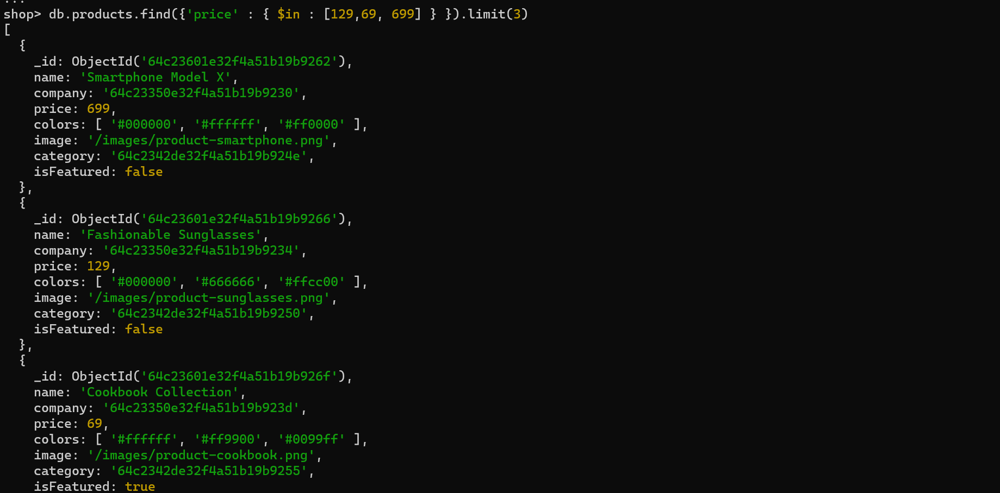 ...
shop> db.products.find({'price' : { $in : [129,69, 699] } }).limit(3)
[
  {
    _id: ObjectId('64c23601e32f4a51b19b9262'),
    name: 'Smartphone Model X',
    company: '64c23350e32f4a51b19b9230',
    price: 699,
    colors: [ '#000000', '#ffffff', '#ff0000' ],
    image: '/images/product-smartphone.png',
    category: '64c2342de32f4a51b19b924e',
    isFeatured: false
  },
  {
    _id: ObjectId('64c23601e32f4a51b19b9266'),
    name: 'Fashionable Sunglasses',
    company: '64c23350e32f4a51b19b9234',
    price: 129,
    colors: [ '#000000', '#666666', '#ffcc00' ],
    image: '/images/product-sunglasses.png',
    category: '64c2342de32f4a51b19b9250',
    isFeatured: false
  },
  {
    _id: ObjectId('64c23601e32f4a51b19b926f'),
    name: 'Cookbook Collection',
    company: '64c23350e32f4a51b19b923d',
    price: 69,
    colors: [ '#ffffff', '#ff9900', '#0099ff' ],
    image: '/images/product-cookbook.png',
    category: '64c2342de32f4a51b19b9255',
    isFeatured: true